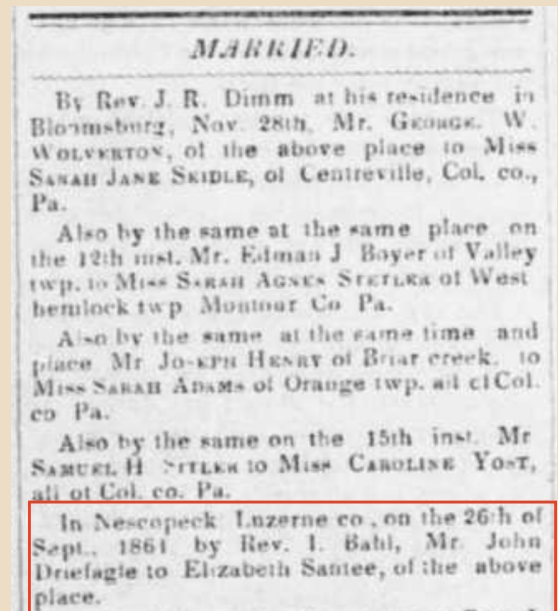 MARRIED.
By Rev. J. R. Dimm at his residence in
Bloomsburg, Nov. 28th, Mr. GEORGE. W.
WOLVERTON, of the above place to Miss
SARAH JANE SKIDLE, of Centreville, Col. co.,
Pa.
Also by the same at the same place on
the 12th inst. Mr. Edman J Boyer of Valley
twp. to Miss SARAH AGNES STETLER of West
hemlock twp Montour Co Pa.
Also by the same at the same time and
place Mr JOSEPH HENRY of Briar creek, to
Miss SARAH ADAMS of Orange twp. all of Col.
co Pa.
Also by the same on the 15th inst. Mr
SAMUEL H to Miss CAROLINE YOST,
all of Col. co. Pa.
In Nescopeck Luzerne co, on the 26th of
Sept., 1861 by Rev. I. Bahl, Mr. John
Driefagle to Elizabeth Santee, of the above
place.